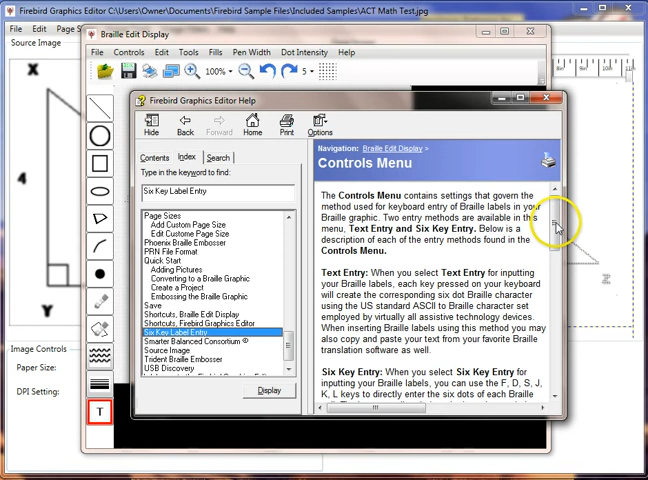 Firebird Graphics Editor C:\Users\Owner\Documents\Firebird Sample Files\Included Samples\ACT Math Test.jpg
File Edit Page S
Source Image
Braille Edit Display
File Controls Edit Tools Fills Pen Width Dot Intensity Help
100% 5
X
4
Y
Z
9in 10in 11in
Firebird Graphics Editor Help
Hide Back Forward Home Print Options
Contents Index Search
Type in the keyword to find:
Six Key Label Entry
Page Sizes
Add Custom Page Size
Edit Custome Page Size
Phoenix Braille Embosser
PRN File Format
Quick Start
Adding Pictures
Converting to a Braille Graphic
Create a Project
Embossing the Braille Graphic
Save
Shortcuts, Braille Edit Display
Shortcuts, Firebird Graphics Editor
Six Key Label Entry
Smarter Balanced Consortium ©
Source Image
Trident Braille Embosser
USB Discovery
Display
Navigation: Braille Edit Display >
Controls Menu
The Controls Menu contains settings that govern the
method used for keyboard entry of Braille labels in your
Braille graphic. Two entry methods are available in this
menu, Text Entry and Six Key Entry. Below is a
description of each of the entry methods found in the
Controls Menu.
Text Entry: When you select Text Entry for inputting
your Braille labels, each key pressed on your keyboard
will create the corresponding six dot Braille character
using the US standard ASCII to Braille character set
employed by virtually all assistive technology devices.
When inserting Braille labels using this method you may
also copy and paste your text from your favorite Braille
translation software as well.
Six Key Entry: When you select Six Key Entry for
inputting your Braille labels, you can use the F, D, S, J,
K, L keys to directly enter the six dots of each Braille
T
Image Controls
Paper Size:
DPI Setting: